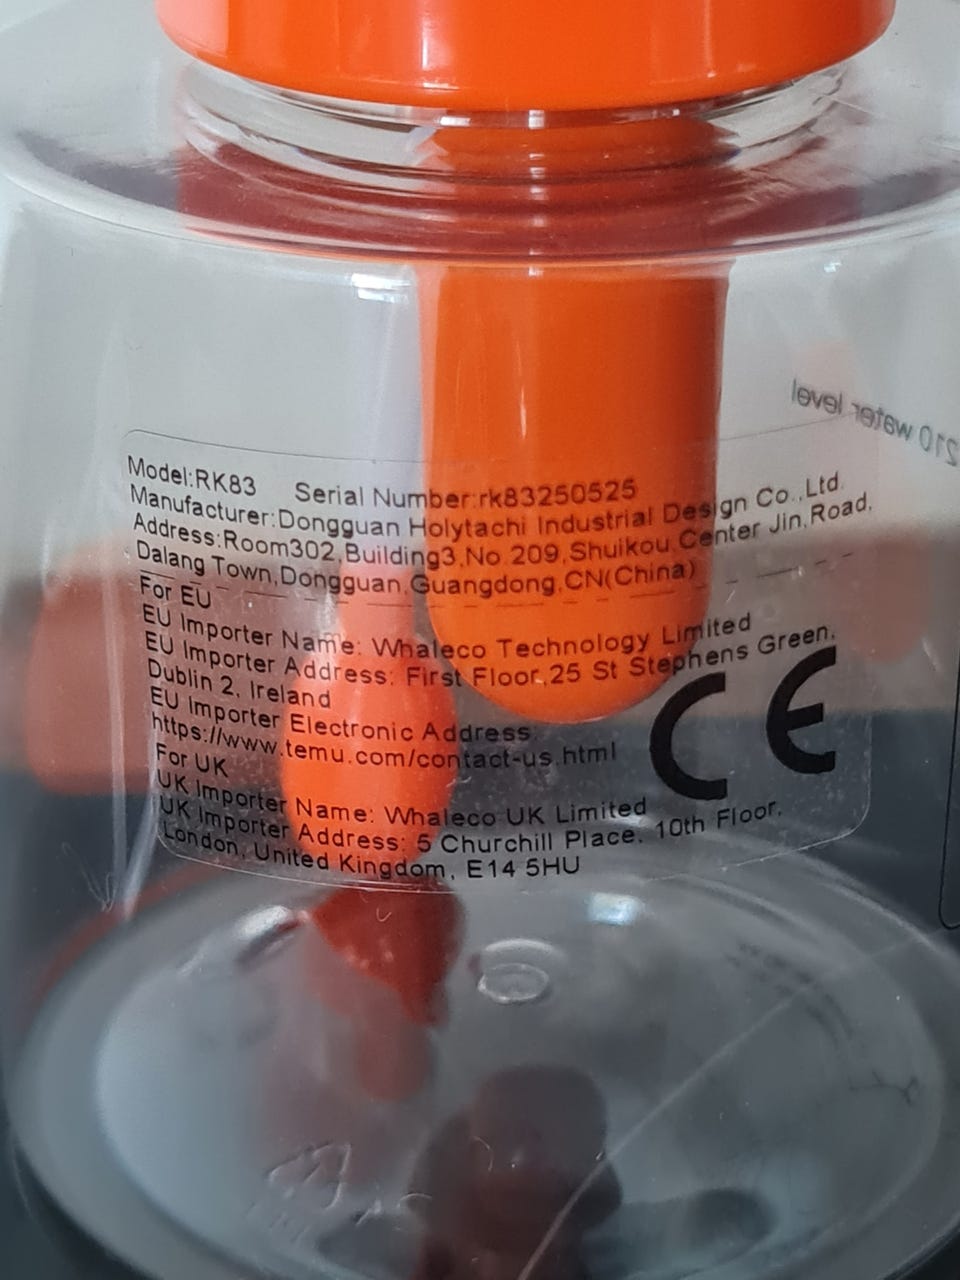 210 water level
Model:RK83 Serial Number:rk83250525
Manufacturer:Dongguan Holytachi Industrial Design Co.,Ltd.
Address:Room302,Building3,No.209,Shuikou Center Jin.Road,
Dalang Town,Dongguan,Guangdong,CN(China)
For EU
EU Importer Name: Whaleco Technology Limited
EU Importer Address: First Floor,25 St Stephens Green,
Dublin 2, Ireland
EU Importer Electronic Address:
https://www.temu.com/contact-us.html
For UK
UK Importer Name: Whaleco UK Limited
UK Importer Address: 5 Churchill Place, 10th Floor,
London, United Kingdom, E14 5HU
CE